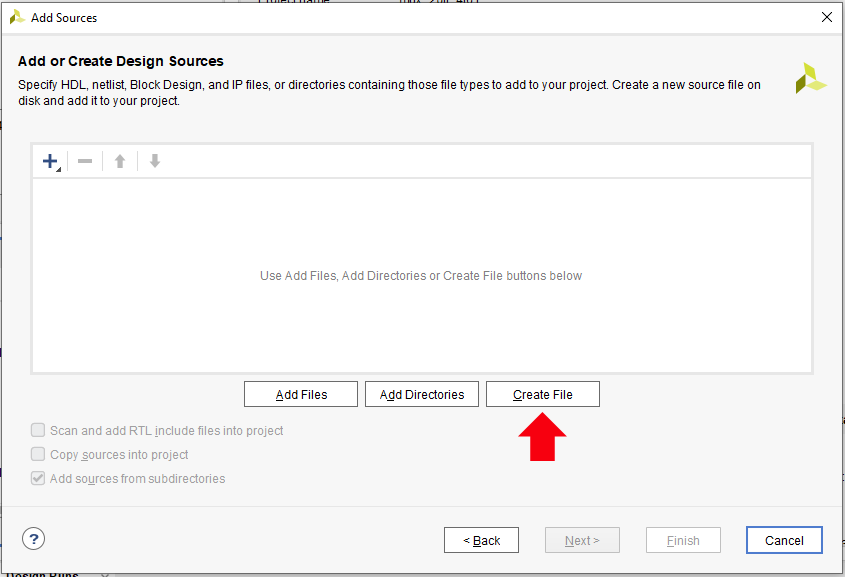 Add Sources
Add or Create Design Sources
Specify HDL, netlist, Block Design, and IP files, or directories containing those file types to add to your project. Create a new source file on
disk and add it to your project.
Use Add Files, Add Directories or Create File buttons below
Add Files
Add Directories
Create File
Scan and add RTL include files into project
Copy sources into project
Add sources from subdirectories
?
< Back
Next >
Finish
Cancel
Design Runs